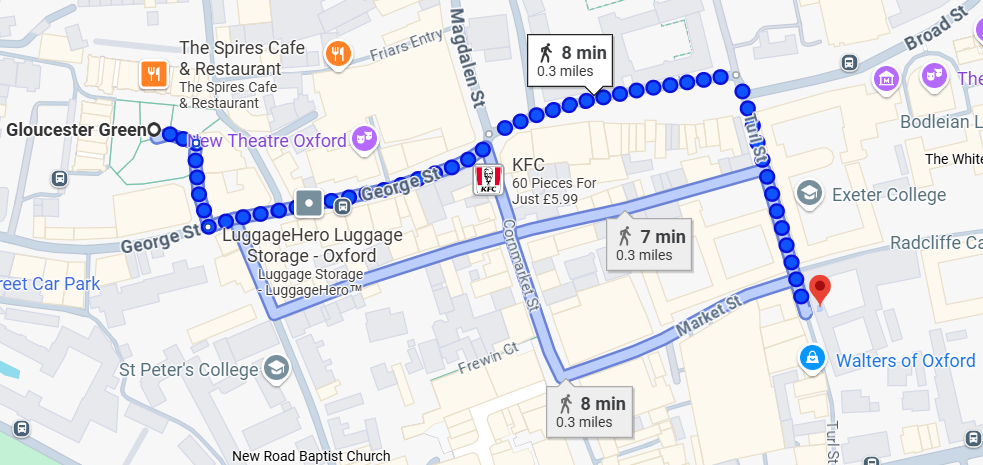 Magdalen St
Friars Entry
Broad St
The Spires Cafe
& Restaurant
The Spires Cafe
& Restaurant
8 min
0.3 miles
The
Gloucester Green
New Theatre Oxford
Turl St
Bodleian L
The White
KFC
60 Pieces For
Just £5.99
KFC
George St
Exeter College
George St
LuggageHero Luggage
Storage - Oxford
Luggage Storage
- LuggageHero™
Cornmarket St
7 min
0.3 miles
Radcliffe Ca
reet Car Park
Market St
Frewin Ct
St Peter's College
Walters of Oxford
8 min
0.3 miles
Turl St
New Road Baptist Church